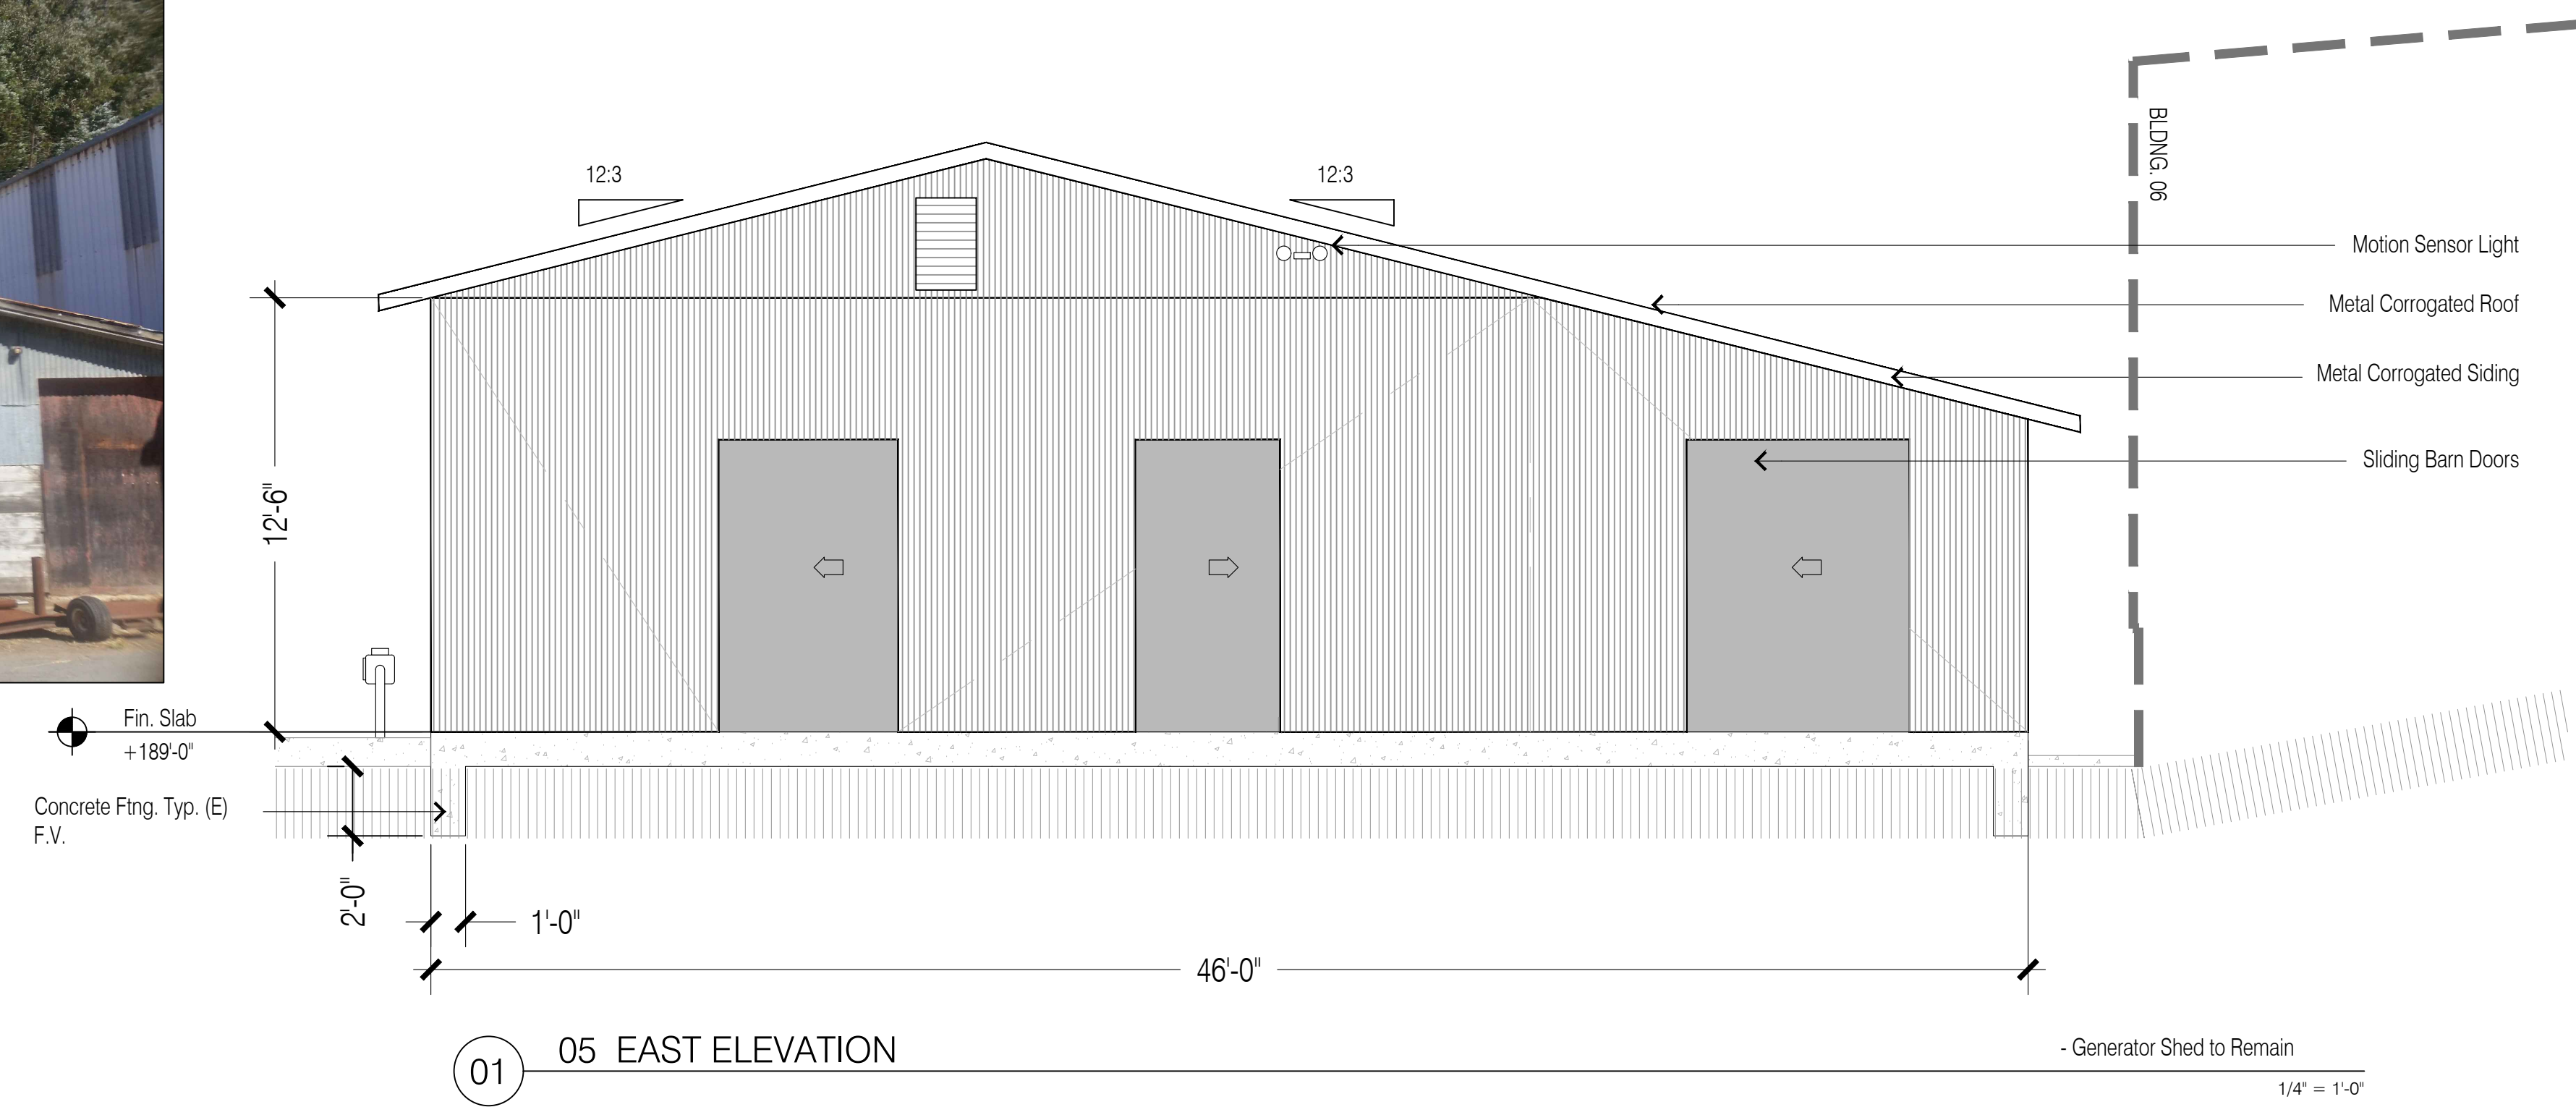 BLDNG. 06
12:3
12:3
Motion Sensor Light
Metal Corrogated Roof
Metal Corrogated Siding
Sliding Barn Doors
12'-6"
Fin. Slab
+189'-0"
Concrete Ftng. Typ. (E)
F.V.
2'-0"
1'-0"
46'-0"
01
05 EAST ELEVATION
- Generator Shed to Remain
1/4" = 1'-0"